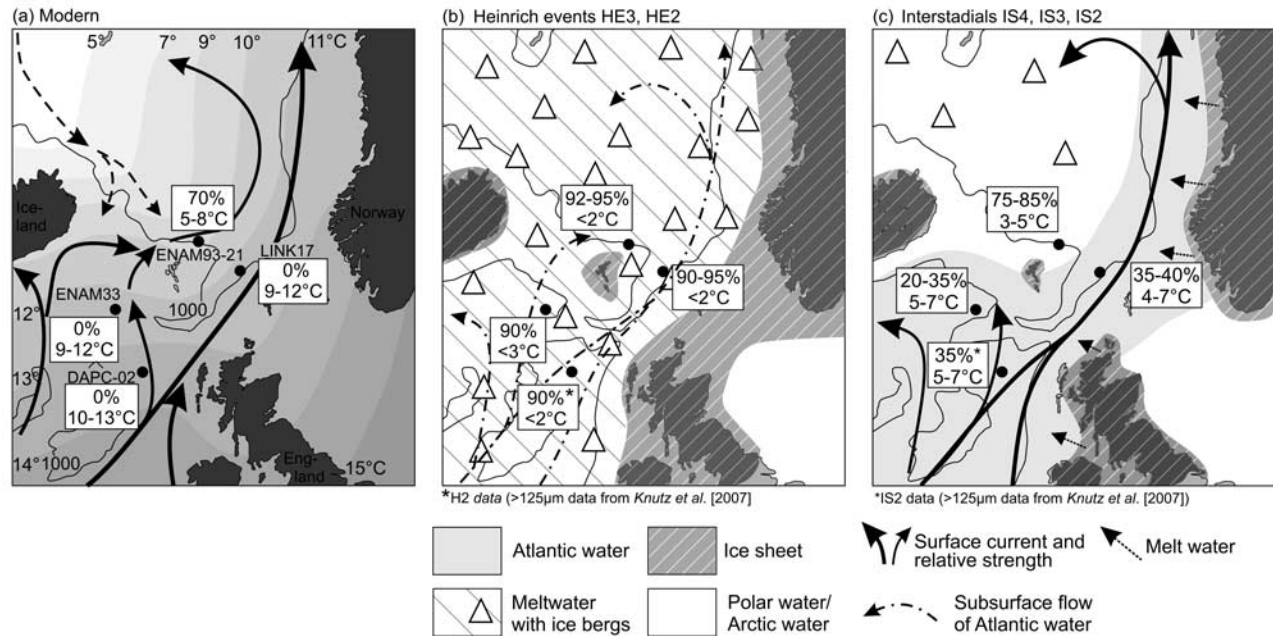 (a) Modern
5°
7°
9°
10°
11°C
Ice-
land
70%
5-8°C
Norway
ENAM93-21
LINK17
0%
9-12°C
1000
ENAM33
12°
0%
9-12°C
13°
DAPC-02
0%
10-13°C
14°
1000
Eng-
land
15°C
(b) Heinrich events HE3, HE2
92-95%
<2°C
90-95%
<2°C
90%
<3°C
90%*
<2°C
*H2 data (>125µm data from Knutz et al. [2007]
(c) Interstadials IS4, IS3, IS2
75-85%
3-5°C
20-35%
5-7°C
35-40%
4-7°C
35%*
5-7°C
*IS2 data (>125µm data from Knutz et al. [2007])
Atlantic water
Ice sheet
Surface current and
relative strength
Melt water
Meltwater
with ice bergs
Polar water/
Arctic water
Subsurface flow
of Atlantic water